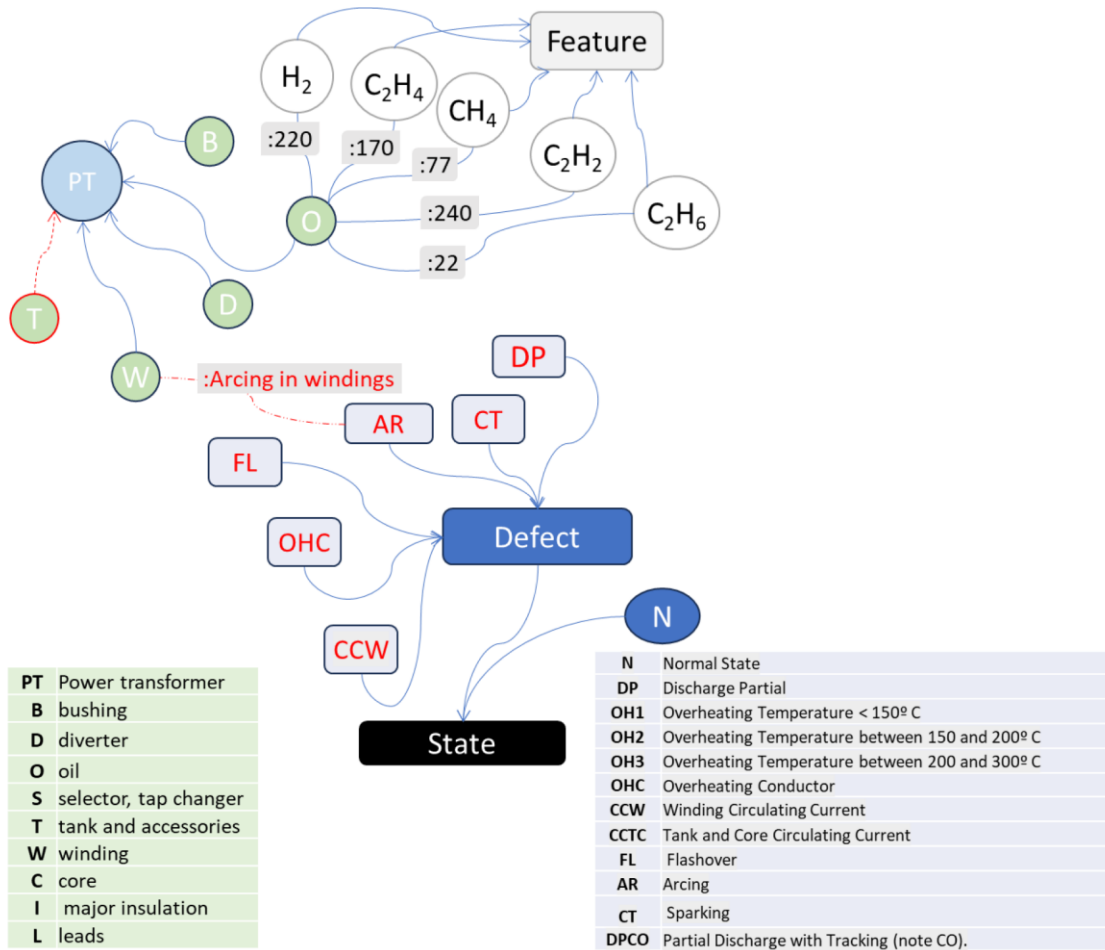 Feature
H₂
C₂H₄
CH₄
C₂H₂
C₂H₆
:220
:170
:77
:240
:22
B
PT
O
D
T
W
:Arcing in windings
DP
CT
AR
FL
OHC
CCW
Defect
N
State
PT Power transformer
B bushing
D diverter
O oil
S selector, tap changer
T tank and accessories
W winding
C core
I major insulation
L leads
N Normal State
DP Discharge Partial
OH1 Overheating Temperature < 150º C
OH2 Overheating Temperature between 150 and 200º C
OH3 Overheating Temperature between 200 and 300º C
OHC Overheating Conductor
CCW Winding Circulating Current
CCTC Tank and Core Circulating Current
FL Flashover
AR Arcing
CT Sparking
DPCO Partial Discharge with Tracking (note CO).